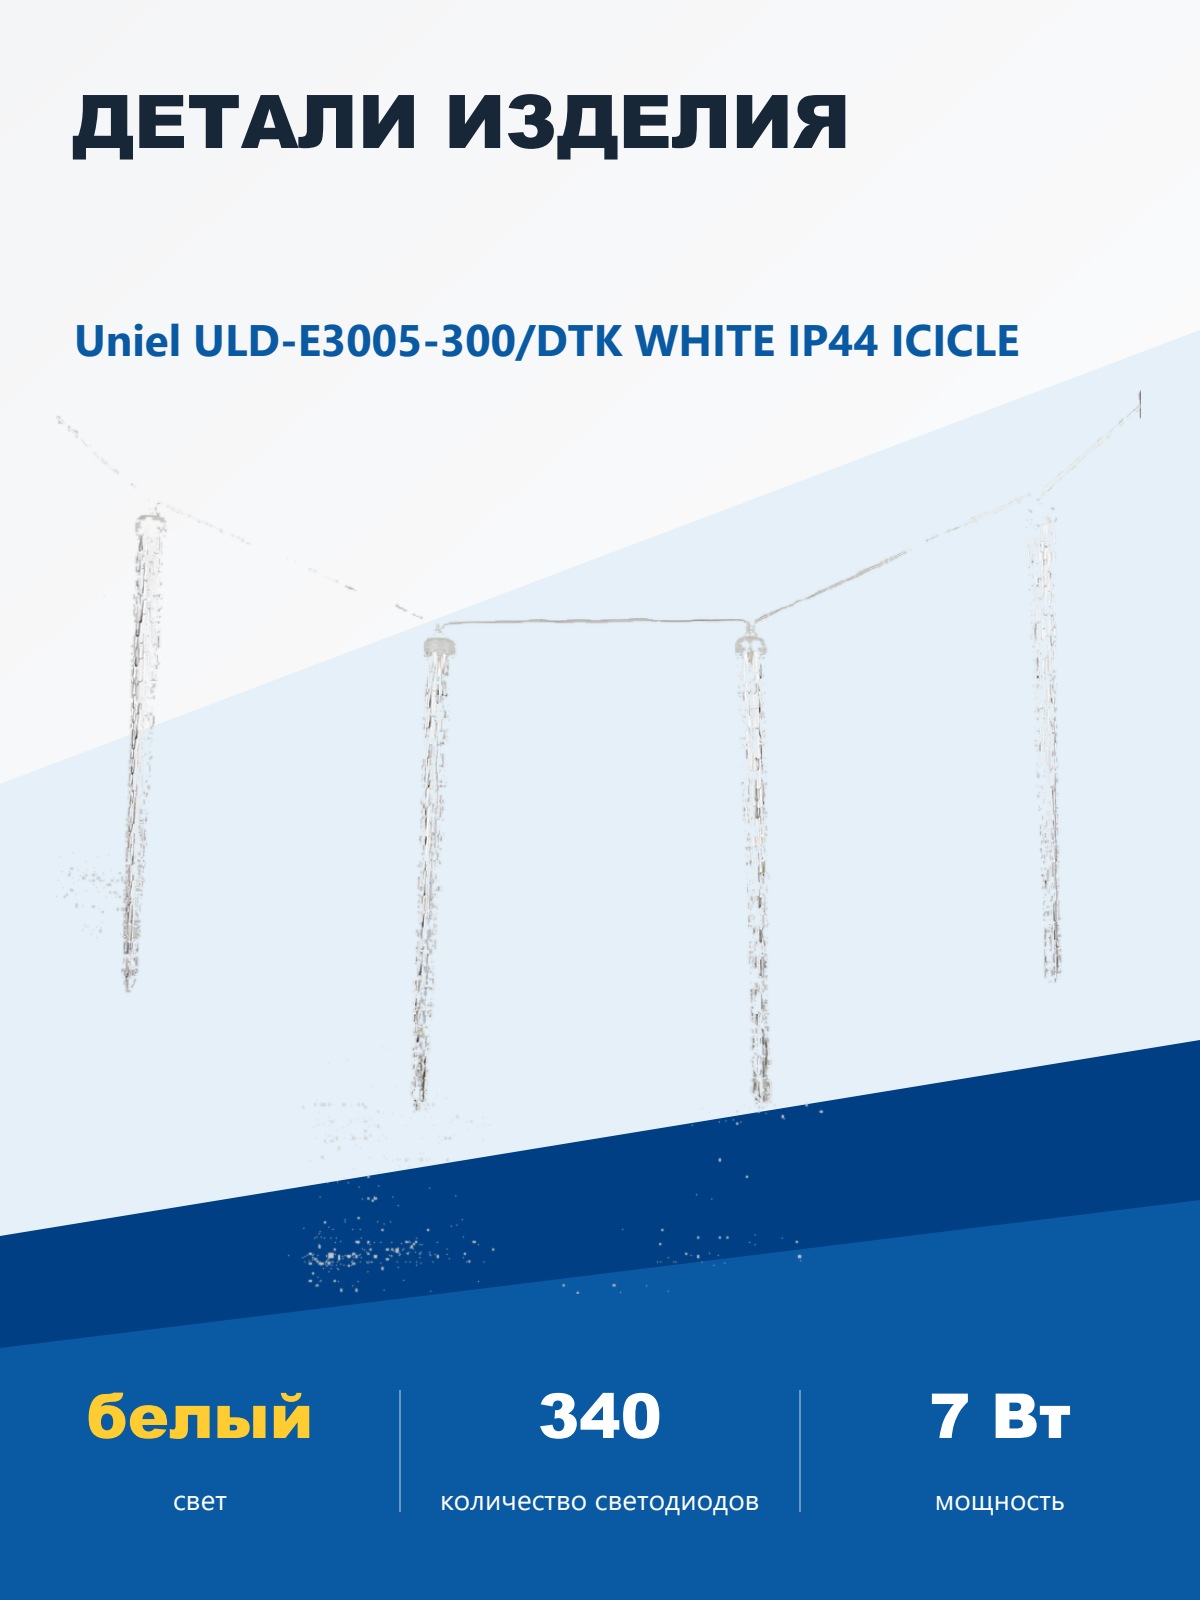 ДЕТАЛИ ИЗДЕЛИЯ
Uniel ULD-E3005-300/DTK WHITE IP44 ICICLE
белый
свет
340
количество светодиодов
7 Вт
мощность